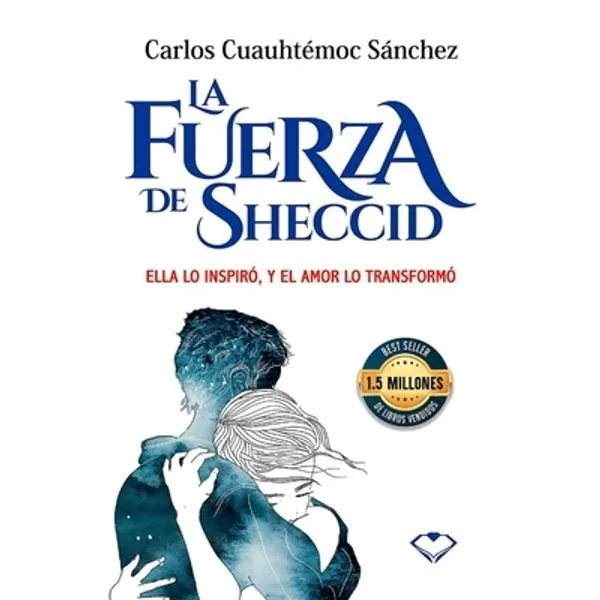 Carlos Cuauhtémoc Sánchez
LA
FUERZA
DE SHECCID
ELLA LO INSPIRÓ, Y EL AMOR LO TRANSFORMÓ
BEST SELLER
1.5 MILLONES
DE LIBROS VENDIDOS